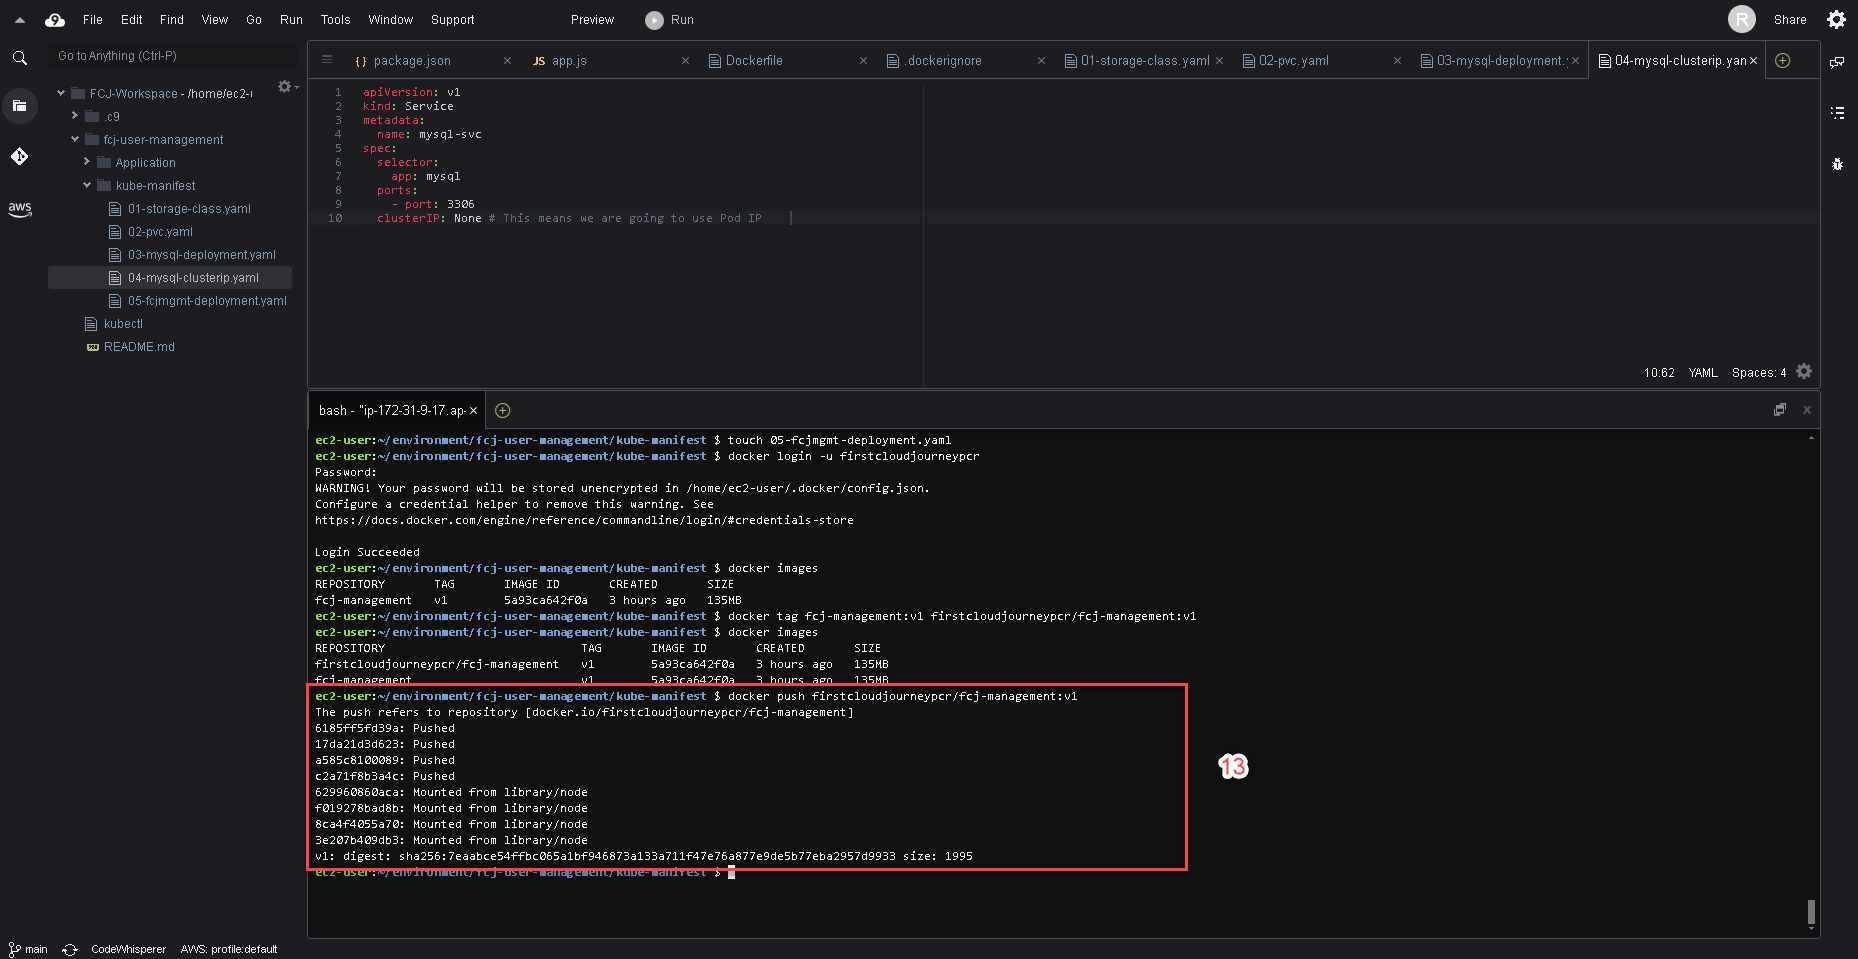 9 File Edit Find View Go Run Tools Window Support Preview Run R Share
Go to Anything (Ctrl-P)
{} package.json JS app.js Dockerfile .dockerignore 01-storage-class.yaml 02-pvc.yaml 03-mysql-deployment. 04-mysql-clusterip.yan
FCJ-Workspace - /home/ec2-
.c9
fcj-user-management
Application
kube-manifest
01-storage-class.yaml
02-pvc.yaml
03-mysql-deployment.yaml
04-mysql-clusterip.yaml
05-fcjmgmt-deployment.yaml
kubectl
README.md
aws
1 apiVersion: v1
2 kind: Service
3 metadata:
4 name: mysql-svc
5 spec:
6 selector:
7 app: mysql
8 ports:
9 - port: 3306
10 clusterIP: None # This means we are going to use Pod IP
10:62 YAML Spaces: 4
bash - "ip-172-31-9-17.ap-
ec2-user:~/environment/fcj-user-management/kube-manifest $ touch 05-fcjmgmt-deployment.yaml
ec2-user:~/environment/fcj-user-management/kube-manifest $ docker login -u firstcloudjourneypcr
Password:
WARNING! Your password will be stored unencrypted in /home/ec2-user/.docker/config.json.
Configure a credential helper to remove this warning. See
https://docs.docker.com/engine/reference/commandline/login/#credentials-store
Login Succeeded
ec2-user:~/environment/fcj-user-management/kube-manifest $ docker images
REPOSITORY TAG IMAGE ID CREATED SIZE
fcj-management v1 5a93ca642f0a 3 hours ago 135MB
ec2-user:~/environment/fcj-user-management/kube-manifest $ docker tag fcj-management:v1 firstcloudjourneypcr/fcj-management:v1
ec2-user:~/environment/fcj-user-management/kube-manifest $ docker images
REPOSITORY TAG IMAGE ID CREATED SIZE
firstcloudjourneypcr/fcj-management v1 5a93ca642f0a 3 hours ago 135MB
fcj-management v1 5a93ca642f0a 3 hours ago 135MB
ec2-user:~/environment/fcj-user-management/kube-manifest $ docker push firstcloudjourneypcr/fcj-management:v1
The push refers to repository [docker.io/firstcloudjourneypcr/fcj-management]
6185ff5fd39a: Pushed
17da21d3d623: Pushed
a585c8100089: Pushed
c2a71f8b3a4c: Pushed
629960860aca: Mounted from library/node
f019278bad8b: Mounted from library/node
8ca4f4055a70: Mounted from library/node
3e207b409db3: Mounted from library/node
v1: digest: sha256:7eaabce54ffbc065a1bf946873a133a711f47e76a877e9de5b77eba2957d9933 size: 1995
ec2-user:~/environment/fcj-user-management/kube-manifest $
13
main CodeWhisperer AWS: profile:default